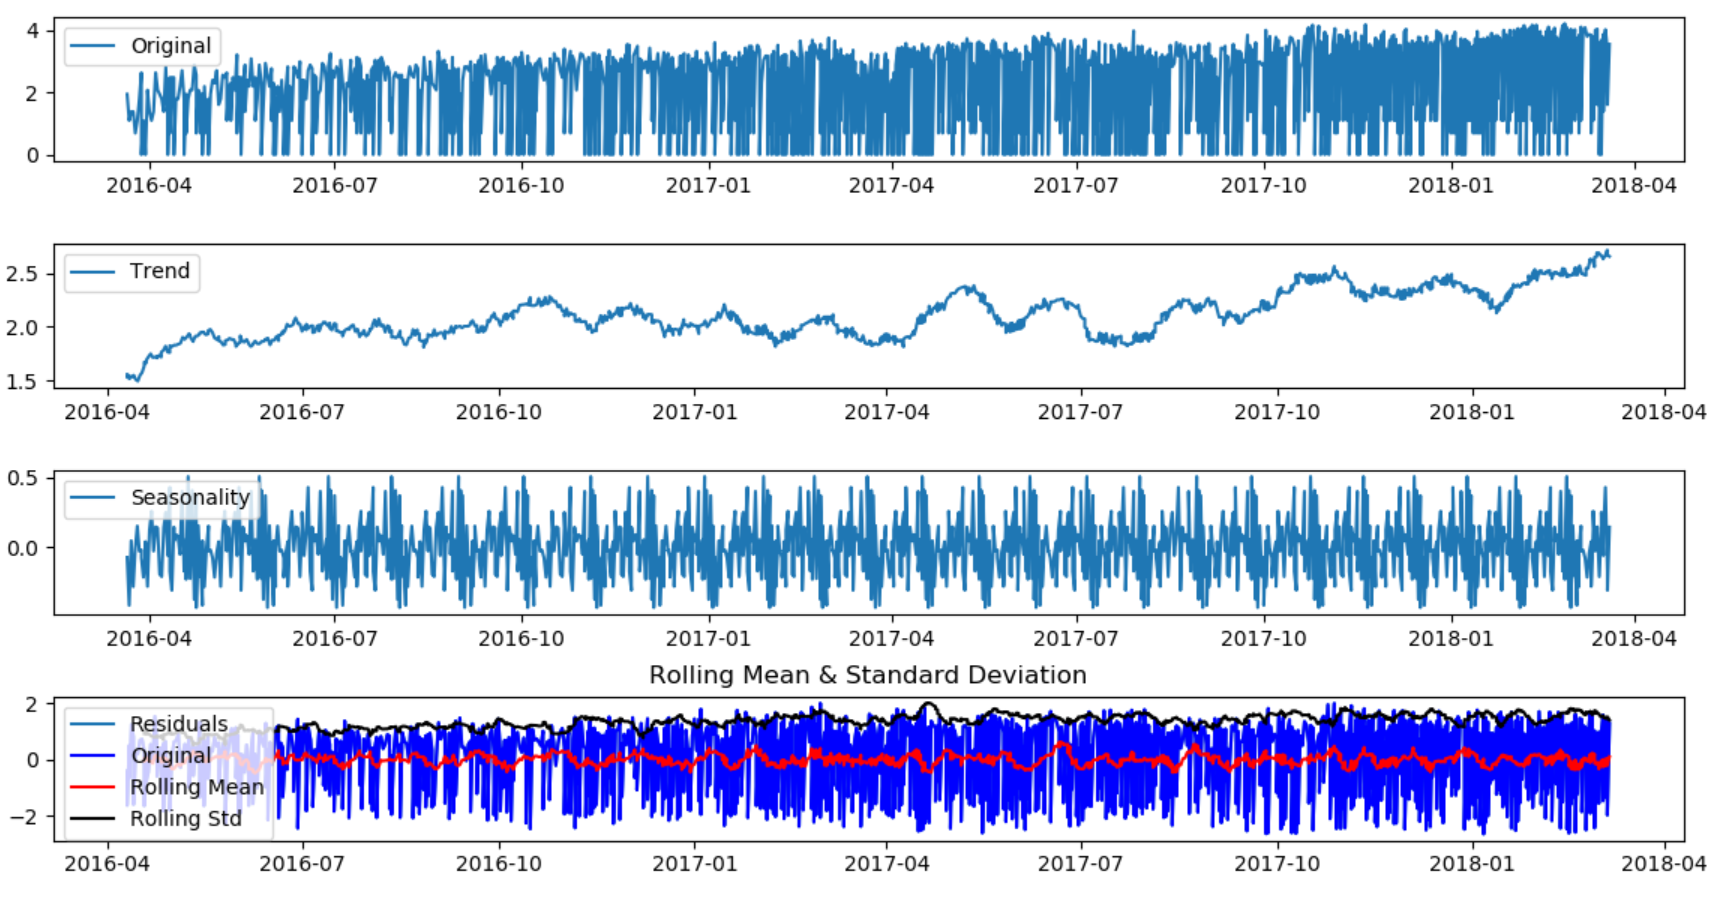 Original
4
2
0
2016-04 2016-07 2016-10 2017-01 2017-04 2017-07 2017-10 2018-01 2018-04
Trend
2.5
2.0
1.5
2016-04 2016-07 2016-10 2017-01 2017-04 2017-07 2017-10 2018-01 2018-04
Seasonality
0.5
0.0
2016-04 2016-07 2016-10 2017-01 2017-04 2017-07 2017-10 2018-01 2018-04
Rolling Mean & Standard Deviation
Residuals
Original
Rolling Mean
Rolling Std
2
0
−2
2016-04 2016-07 2016-10 2017-01 2017-04 2017-07 2017-10 2018-01 2018-04